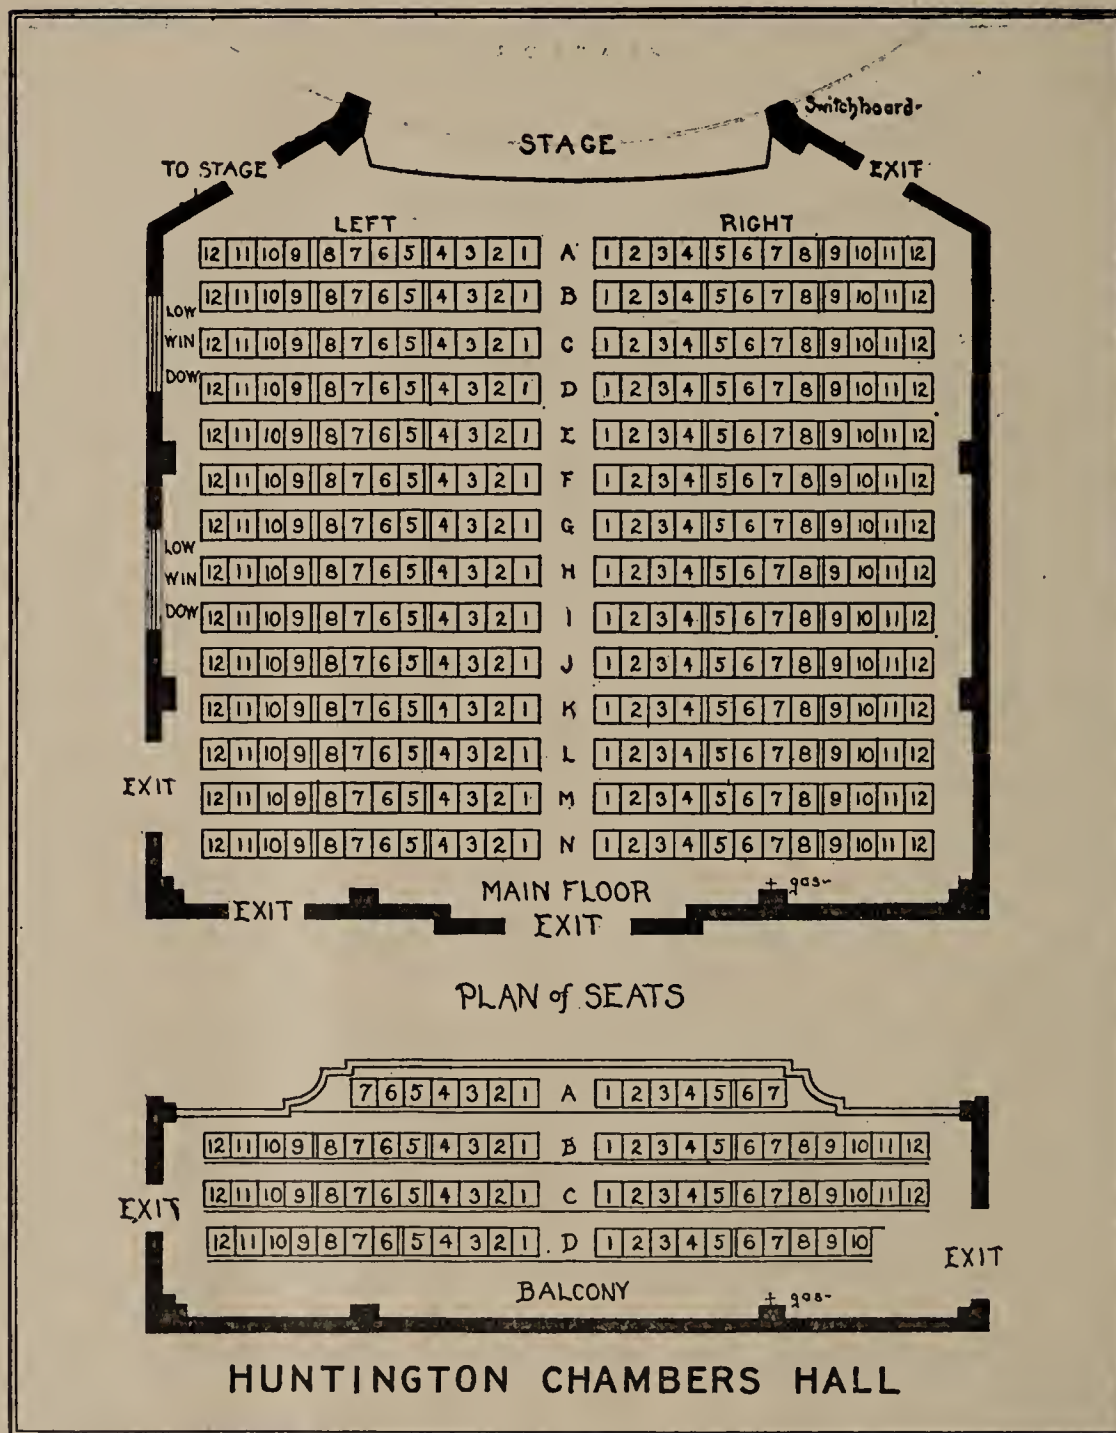 Switchboard-
STAGE
TO STAGE
EXIT
LEFT RIGHT
12 11 10 9 8 7 6 5 4 3 2 1 A 1 2 3 4 5 6 7 8 9 10 11 12
12 11 10 9 8 7 6 5 4 3 2 1 B 1 2 3 4 5 6 7 8 9 10 11 12
LOW
WIN 12 11 10 9 8 7 6 5 4 3 2 1 C 1 2 3 4 5 6 7 8 9 10 11 12
DOW 12 11 10 9 8 7 6 5 4 3 2 1 D 1 2 3 4 5 6 7 8 9 10 11 12
12 11 10 9 8 7 6 5 4 3 2 1 E 1 2 3 4 5 6 7 8 9 10 11 12
12 11 10 9 8 7 6 5 4 3 2 1 F 1 2 3 4 5 6 7 8 9 10 11 12
12 11 10 9 8 7 6 5 4 3 2 1 G 1 2 3 4 5 6 7 8 9 10 11 12
LOW
WIN 12 11 10 9 8 7 6 5 4 3 2 1 H 1 2 3 4 5 6 7 8 9 10 11 12
DOW 12 11 10 9 8 7 6 5 4 3 2 1 I 1 2 3 4 5 6 7 8 9 10 11 12
12 11 10 9 8 7 6 5 4 3 2 1 J 1 2 3 4 5 6 7 8 9 10 11 12
12 11 10 9 8 7 6 5 4 3 2 1 K 1 2 3 4 5 6 7 8 9 10 11 12
12 11 10 9 8 7 6 5 4 3 2 1 L 1 2 3 4 5 6 7 8 9 10 11 12
EXIT
12 11 10 9 8 7 6 5 4 3 2 1 M 1 2 3 4 5 6 7 8 9 10 11 12
12 11 10 9 8 7 6 5 4 3 2 1 N 1 2 3 4 5 6 7 8 9 10 11 12
MAIN FLOOR + gas-
EXIT EXIT
PLAN of SEATS
7 6 5 4 3 2 1 A 1 2 3 4 5 6 7
12 11 10 9 8 7 6 5 4 3 2 1 B 1 2 3 4 5 6 7 8 9 10 11 12
EXIT 12 11 10 9 8 7 6 5 4 3 2 1 C 1 2 3 4 5 6 7 8 9 10 11 12
12 11 10 9 8 7 6 5 4 3 2 1 D 1 2 3 4 5 6 7 8 9 10
EXIT
BALCONY + gas-
HUNTINGTON CHAMBERS HALL